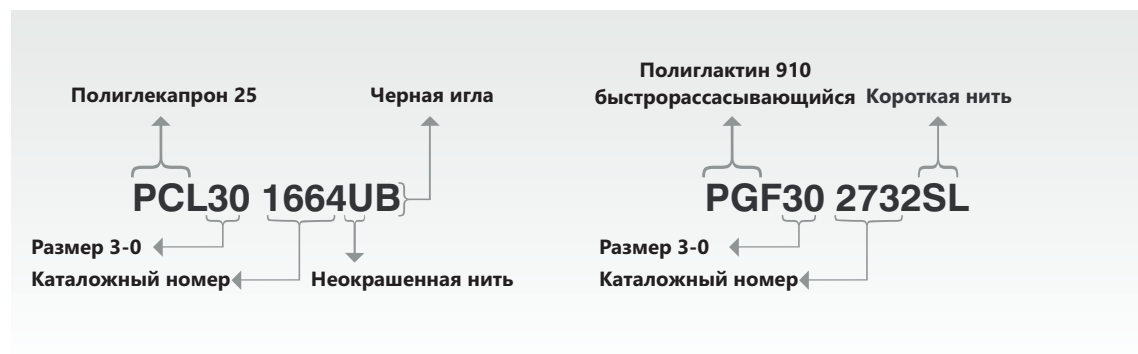 Полиглекапрон 25
Черная игла
PCL30 1664UB
Размер 3-0
Каталожный номер
Неокрашенная нить
Полиглактин 910
быстрорассасывающийся
Короткая нить
PGF30 2732SL
Размер 3-0
Каталожный номер